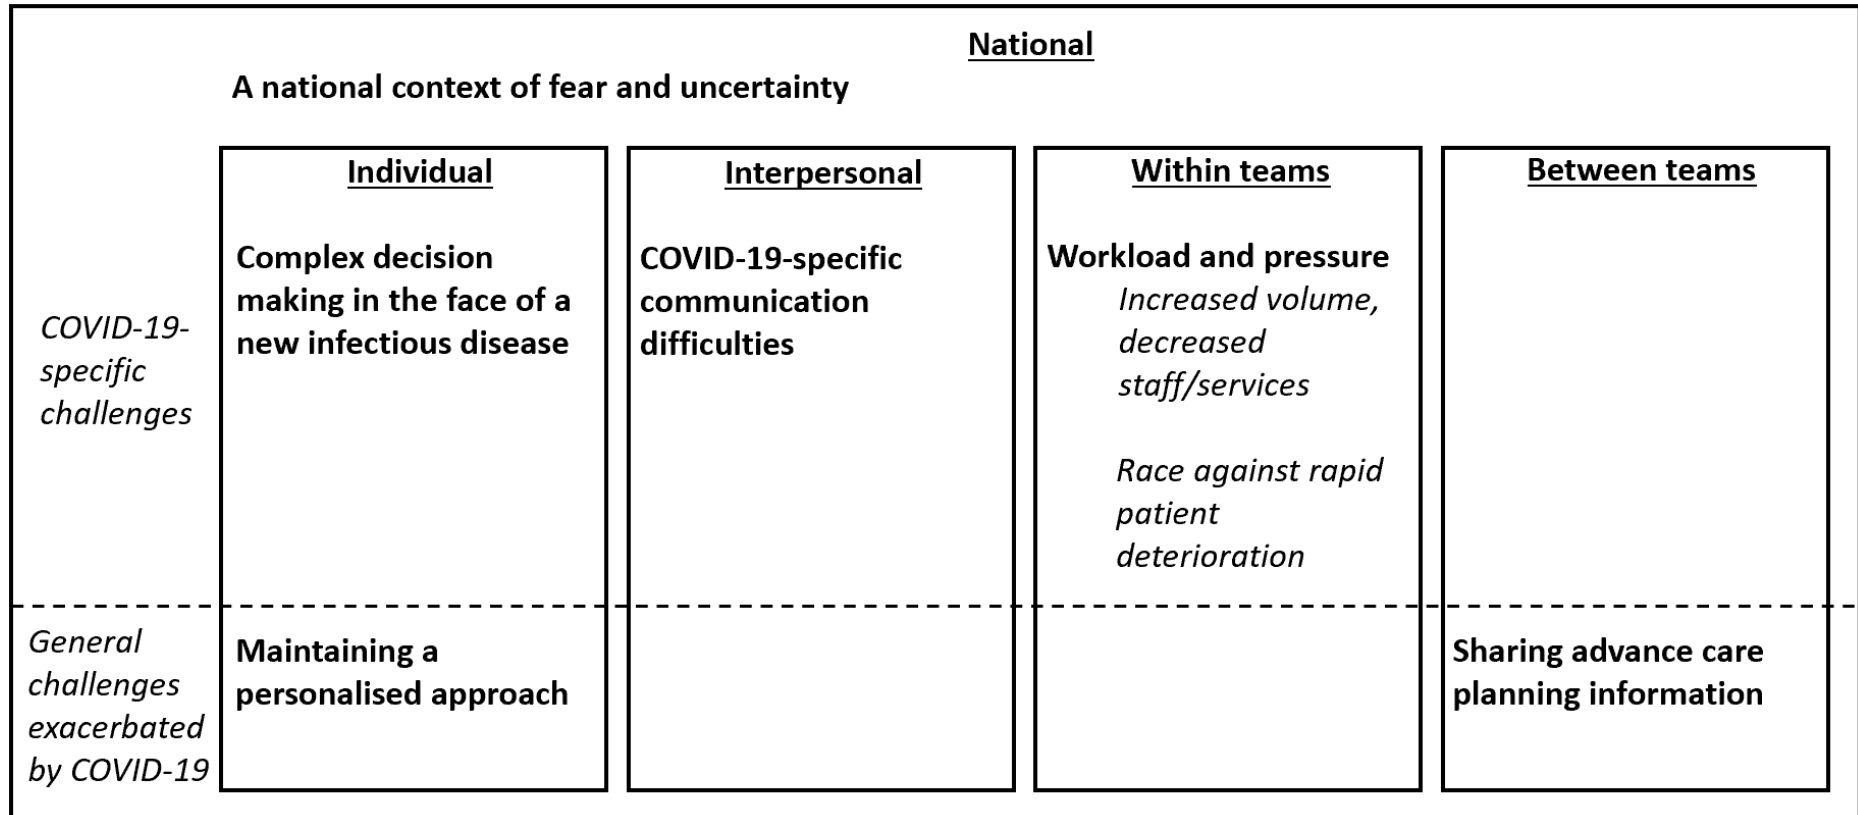 National
A national context of fear and uncertainty
Individual
Complex decision
making in the face of a
new infectious disease
Interpersonal
COVID-19-specific
communication
difficulties
Within teams
Workload and pressure
Increased volume,
decreased
staff/services
Race against rapid
patient
deterioration
Between teams
COVID-19-
specific
challenges
General
challenges
exacerbated
by COVID-19
Maintaining a
personalised approach
Sharing advance care
planning information